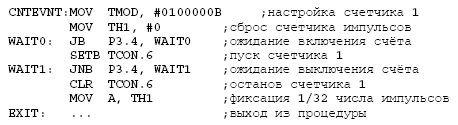 CNTEVNT:MOV TMOD, #0100000B ;настройка счетчика 1
MOV TH1, #0 ;сброс счетчика импульсов
WAIT0: JB P3.4, WAIT0 ;ожидание включения счёта
SETB TCON.6 ;пуск счетчика 1
WAIT1: JNB P3.4, WAIT1 ;ожидание выключения счёта
CLR TCON.6 ;останов счетчика 1
MOV A, TH1 ;фиксация 1/32 числа импульсов
EXIT: ... ;выход из процедуры